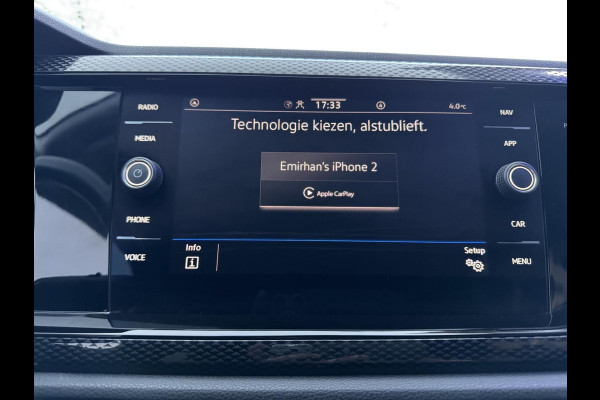 RADIO
MEDIA
PHONE
VOICE
17:33
4.0°C
Technologie kiezen, alstublieft.
Emirhan's iPhone 2
Apple CarPlay
Info
Setup
NAV
APP
CAR
MENU